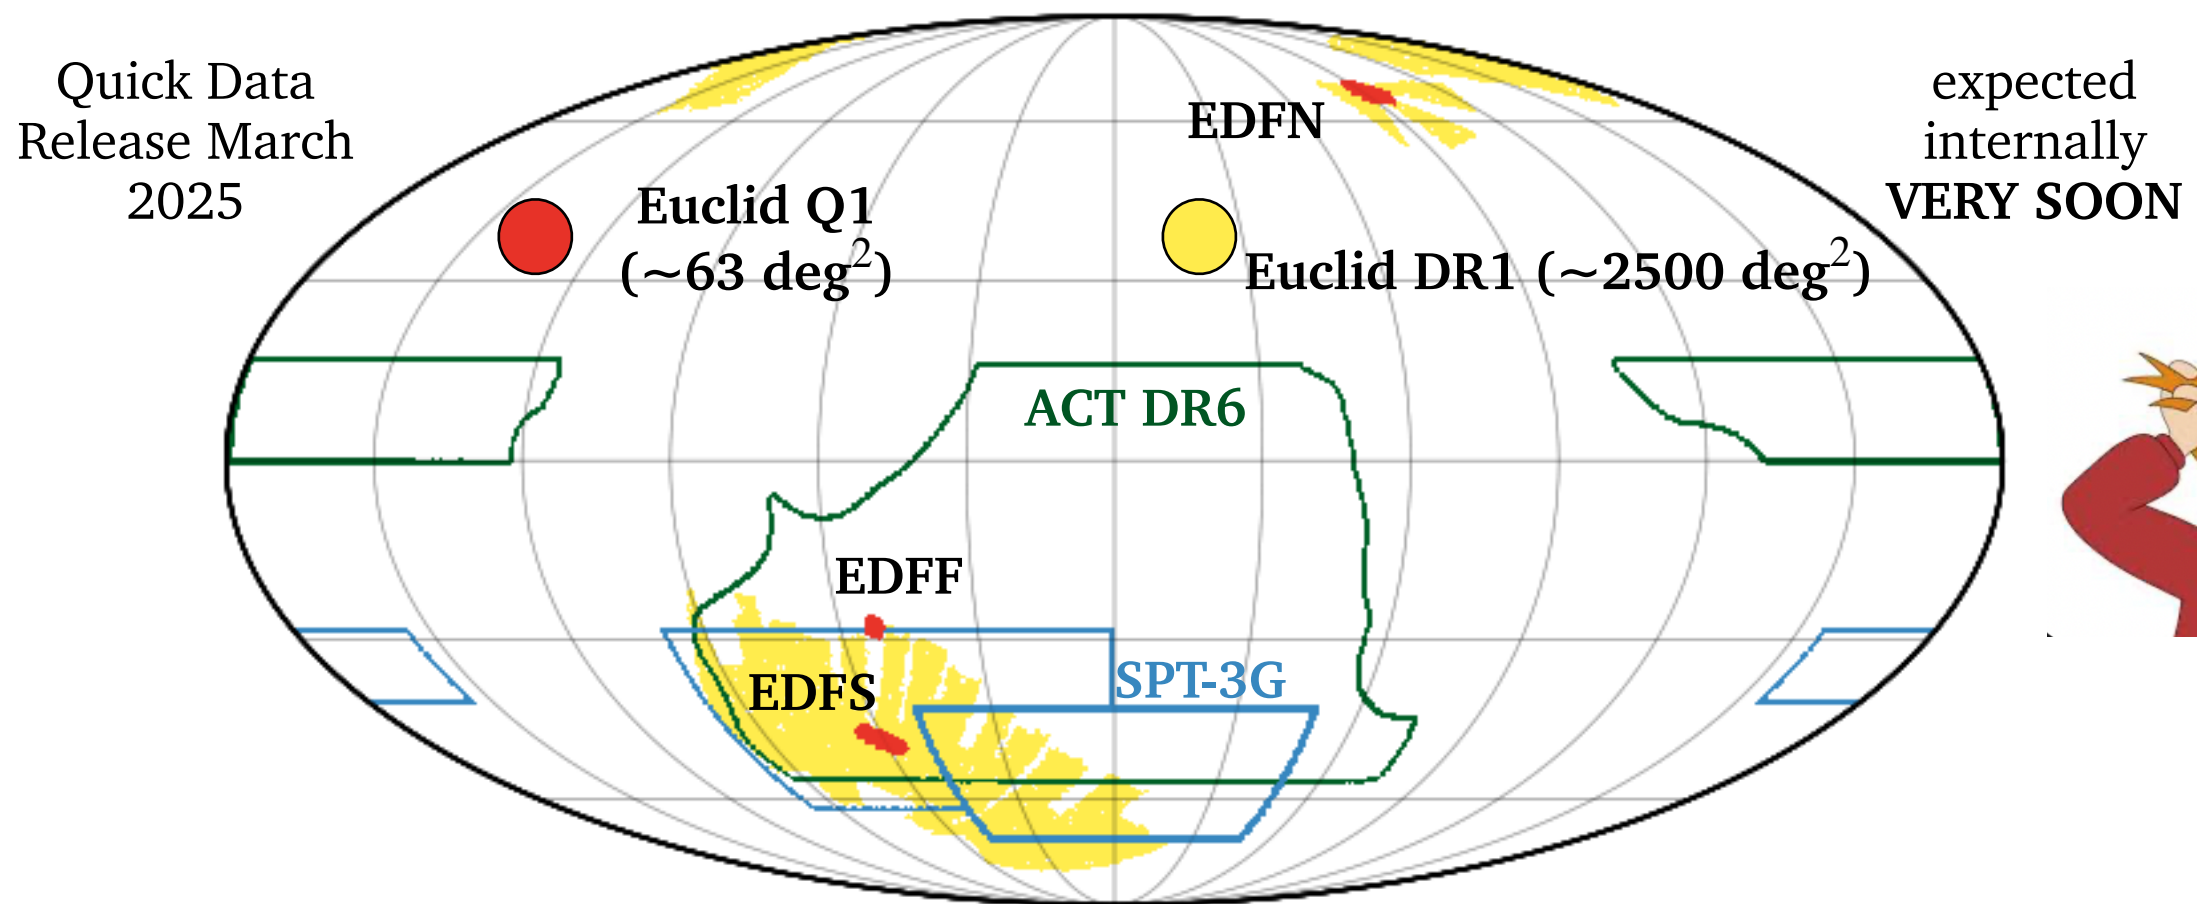 Quick Data
Release March
2025
expected
internally
VERY SOON
EDFN
Euclid Q1
(~63 deg²)
Euclid DR1 (~2500 deg²)
ACT DR6
EDFF
SPT-3G
EDFS